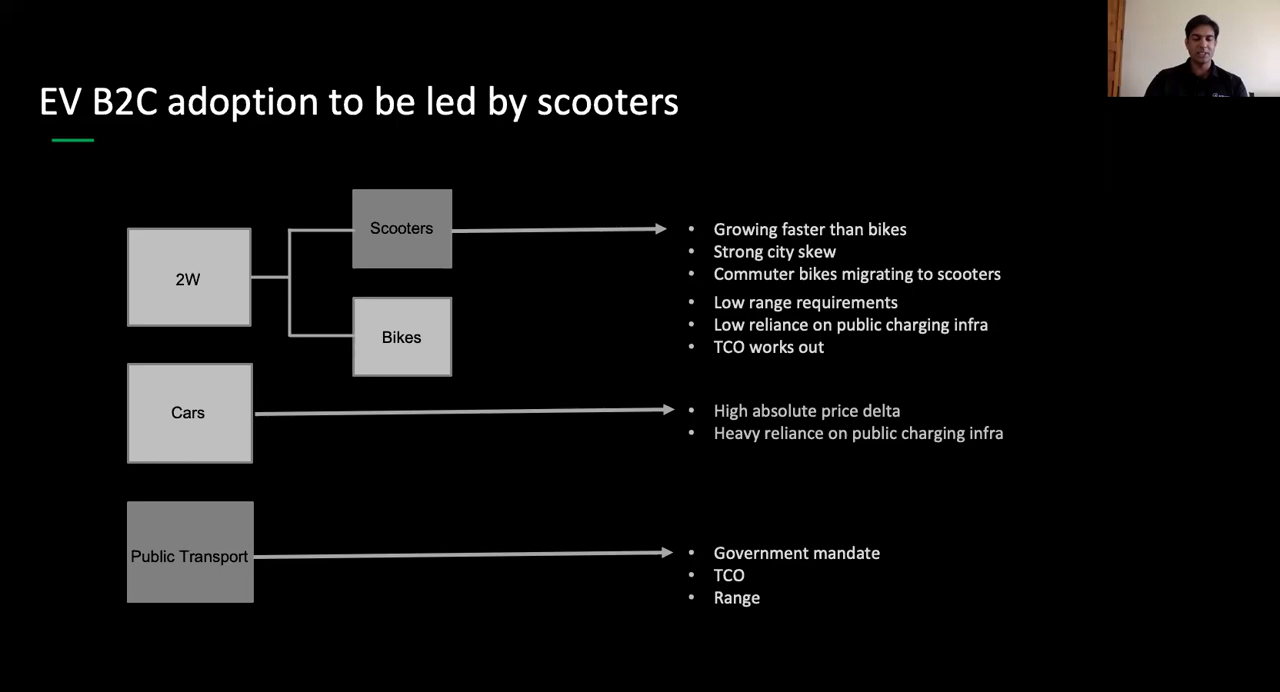 EV B2C adoption to be led by scooters
2W
Scooters
Bikes
• Growing faster than bikes
• Strong city skew
• Commuter bikes migrating to scooters
• Low range requirements
• Low reliance on public charging infra
• TCO works out
Cars
• High absolute price delta
• Heavy reliance on public charging infra
Public Transport
• Government mandate
• TCO
• Range